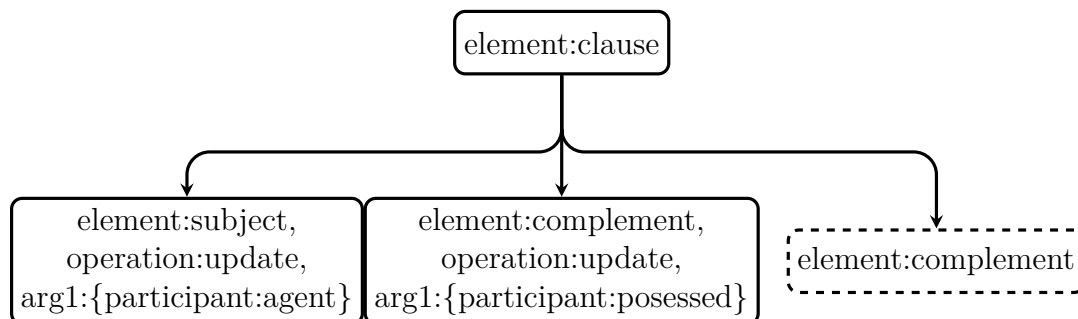 element:clause
element:subject,
operation:update,
arg1:{participant:agent}
element:complement,
operation:update,
arg1:{participant:posessed}
element:complement